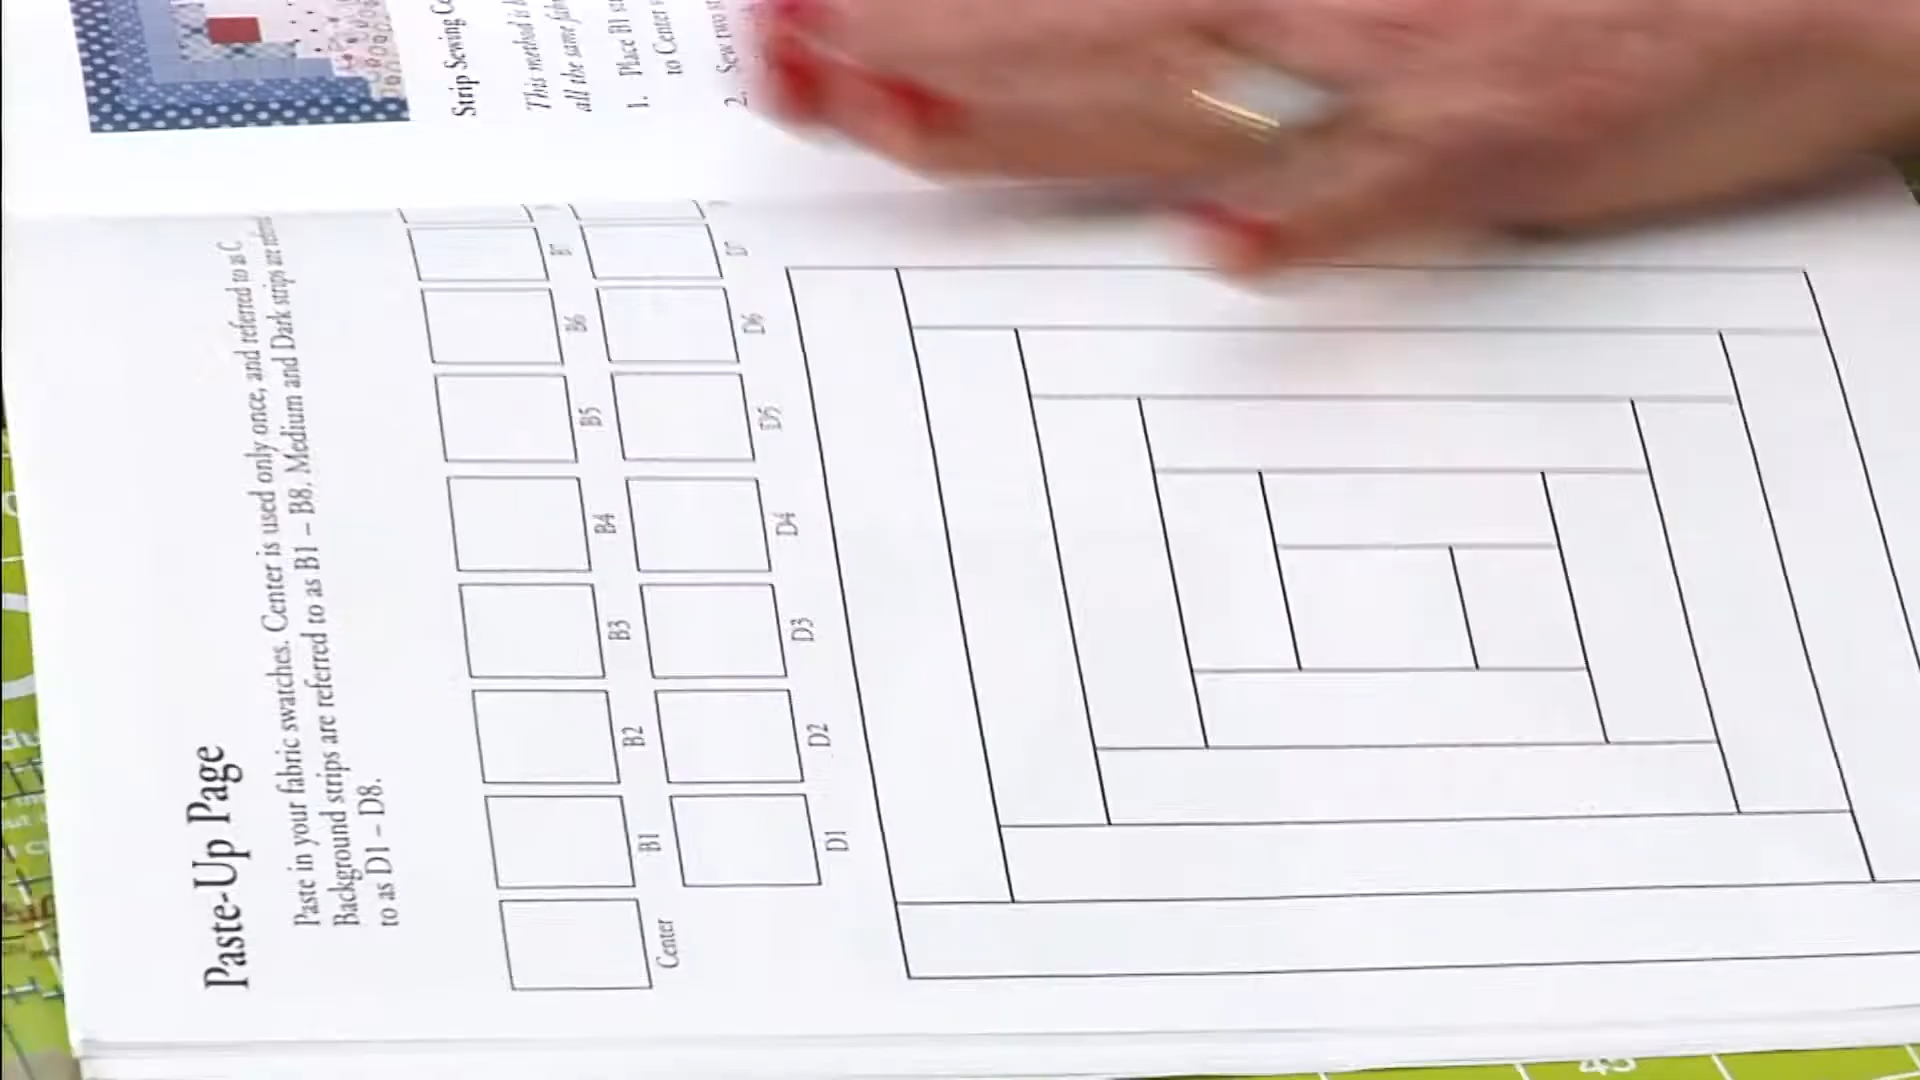 Paste-Up Page
Paste in your fabric swatches. Center is used only once, and referred to as C
Background strips are referred to as B1 – B8. Medium and Dark strips are referred
to as D1 – D8.
Center B1 B2 B3 B4 B5 B6 B7
D1 D2 D3 D4 D5 D6 D7
Strip Sewing
This method is
all the same
1. Place B1
to Center
2. Sew two
45